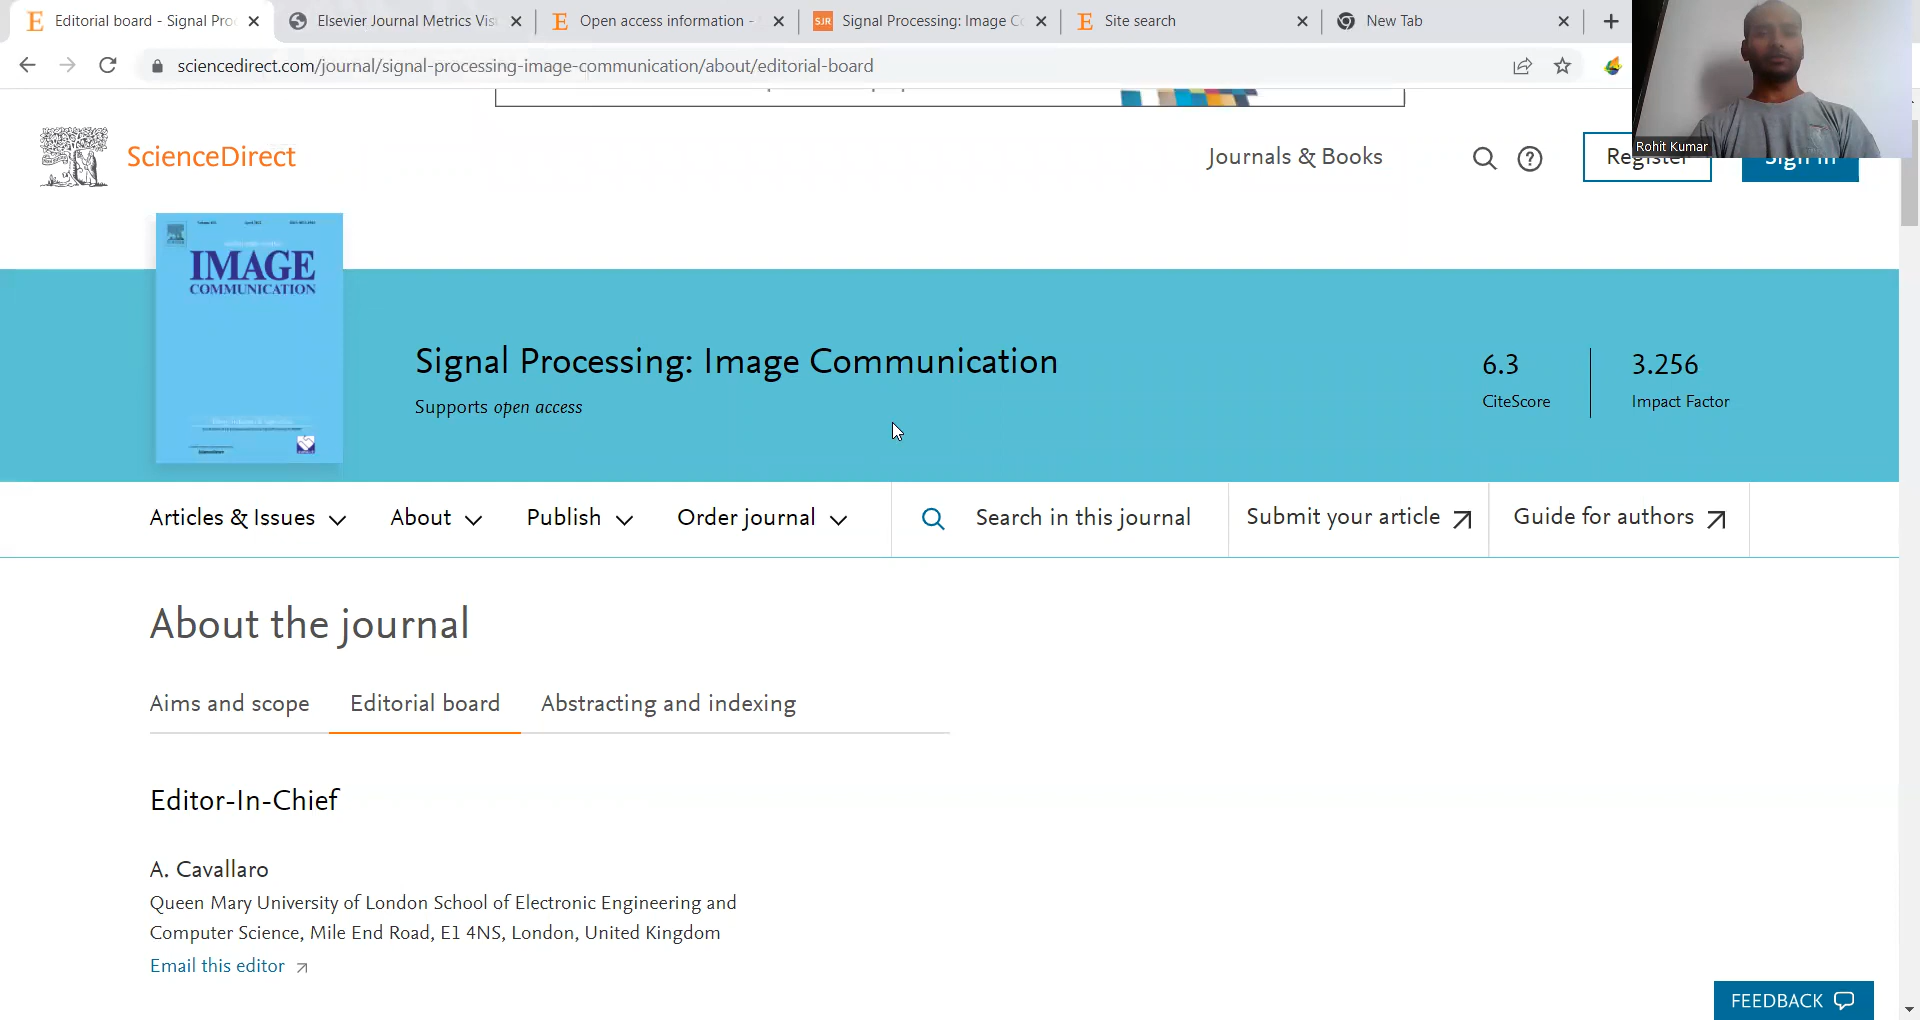 Editorial board - Signal Pro
Elsevier Journal Metrics Vis
Open access information -
SJR
Signal Processing: Image C
Site search
New Tab
sciencedirect.com/journal/signal-processing-image-communication/about/editorial-board
Rohit Kumar
ScienceDirect
Journals & Books
Register
Sign in
IMAGE
COMMUNICATION
Signal Processing: Image Communication
Supports open access
6.3
CiteScore
3.256
Impact Factor
Articles & Issues
About
Publish
Order journal
Search in this journal
Submit your article
Guide for authors
About the journal
Aims and scope
Editorial board
Abstracting and indexing
Editor-In-Chief
A. Cavallaro
Queen Mary University of London School of Electronic Engineering and
Computer Science, Mile End Road, E1 4NS, London, United Kingdom
Email this editor
FEEDBACK